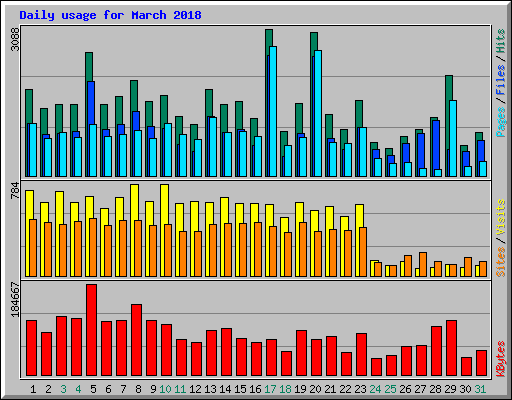 Daily usage for March 2018
3088
Pages / Files / Hits
784
Sites / Visits
184667
KBytes
1 2 3 4 5 6 7 8 9 10 11 12 13 14 15 16 17 18 19 20 21 22 23 24 25 26 27 28 29 30 31